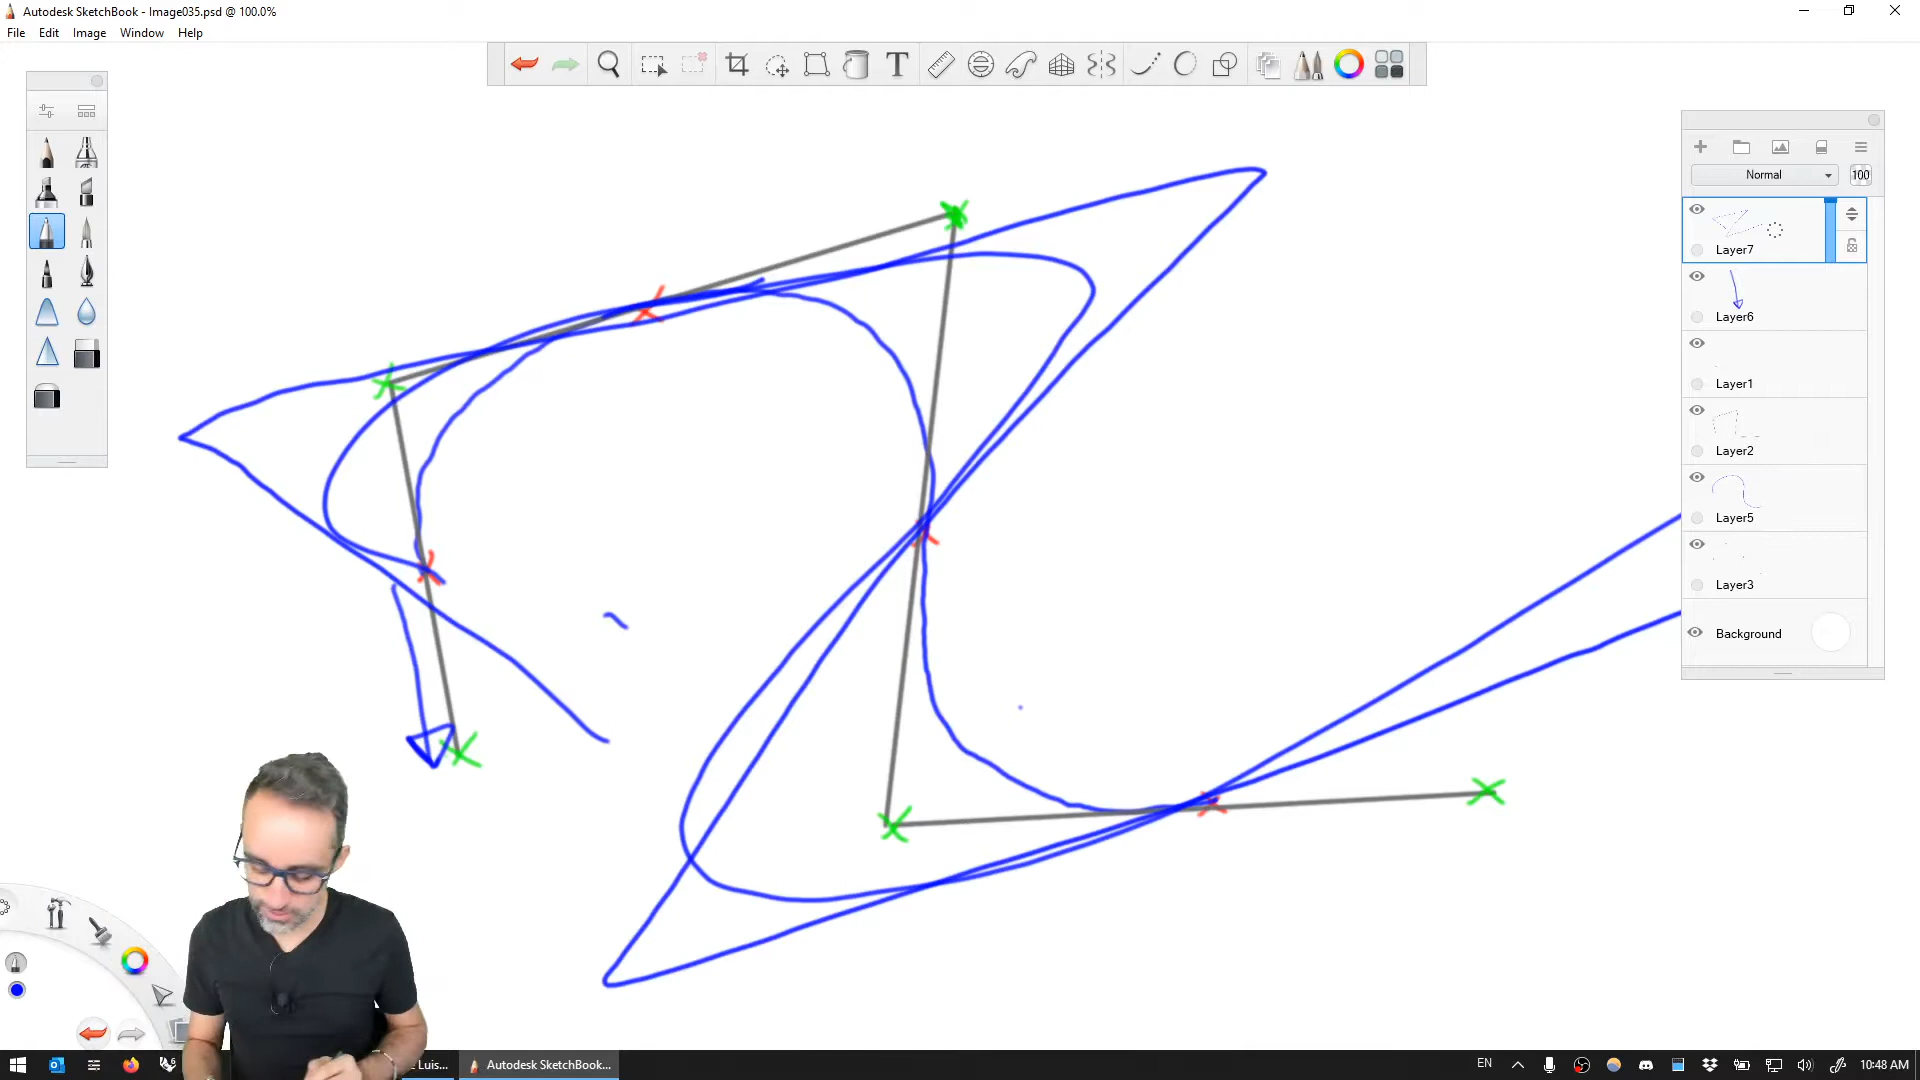 Autodesk SketchBook - Image035.psd @ 100.0%
File Edit Image Window Help
T
Normal 100
Layer7
Layer6
Layer1
Layer2
Layer5
Layer3
Background
Luis...
Autodesk SketchBook...
EN
10:48 AM